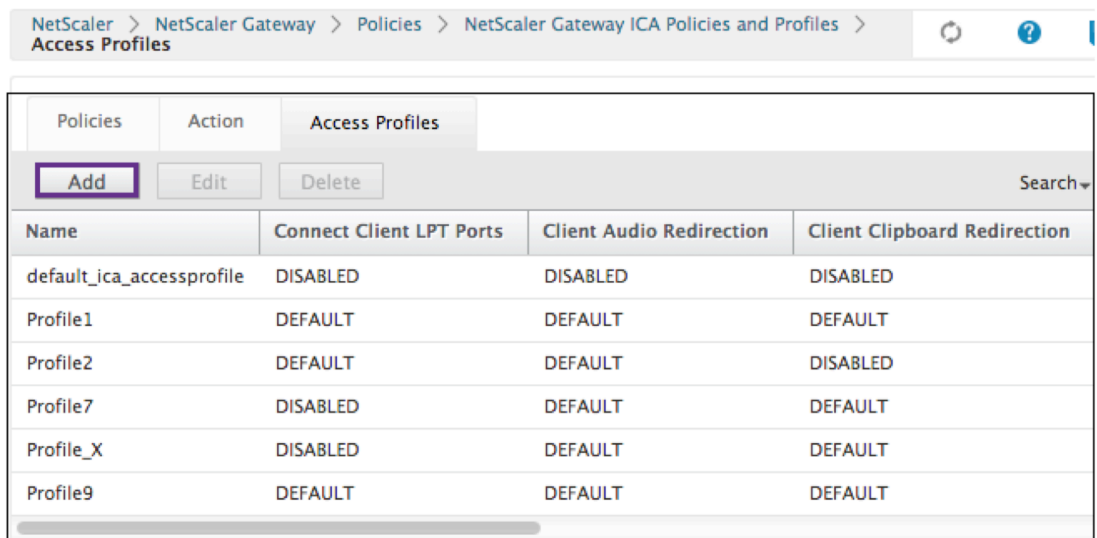 NetScaler > NetScaler Gateway > Policies > NetScaler Gateway ICA Policies and Profiles >
Access Profiles
Policies Action Access Profiles
Add Edit Delete Search
Name Connect Client LPT Ports Client Audio Redirection Client Clipboard Redirection
default_ica_accessprofile DISABLED DISABLED DISABLED
Profile1 DEFAULT DEFAULT DEFAULT
Profile2 DEFAULT DEFAULT DISABLED
Profile7 DISABLED DEFAULT DEFAULT
Profile_X DISABLED DEFAULT DEFAULT
Profile9 DEFAULT DEFAULT DEFAULT